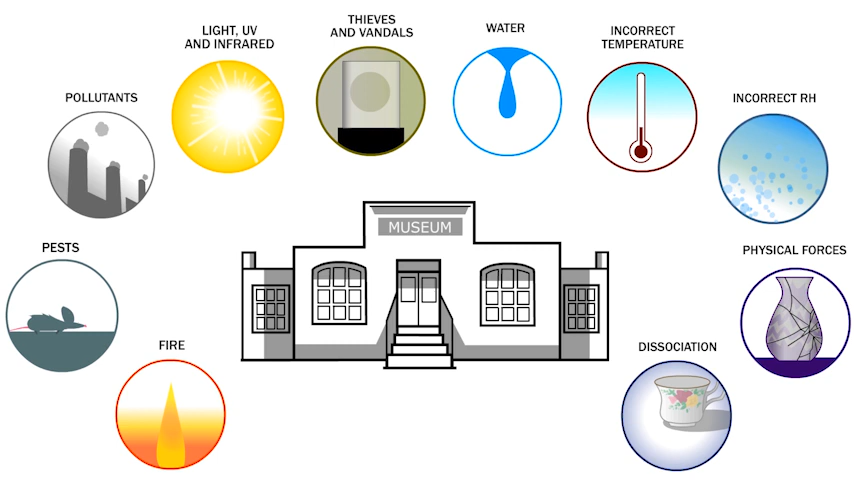 THIEVES
AND VANDALS
LIGHT, UV
AND INFRARED
WATER
INCORRECT
TEMPERATURE
POLLUTANTS
INCORRECT RH
MUSEUM
PESTS
PHYSICAL FORCES
FIRE
DISSOCIATION